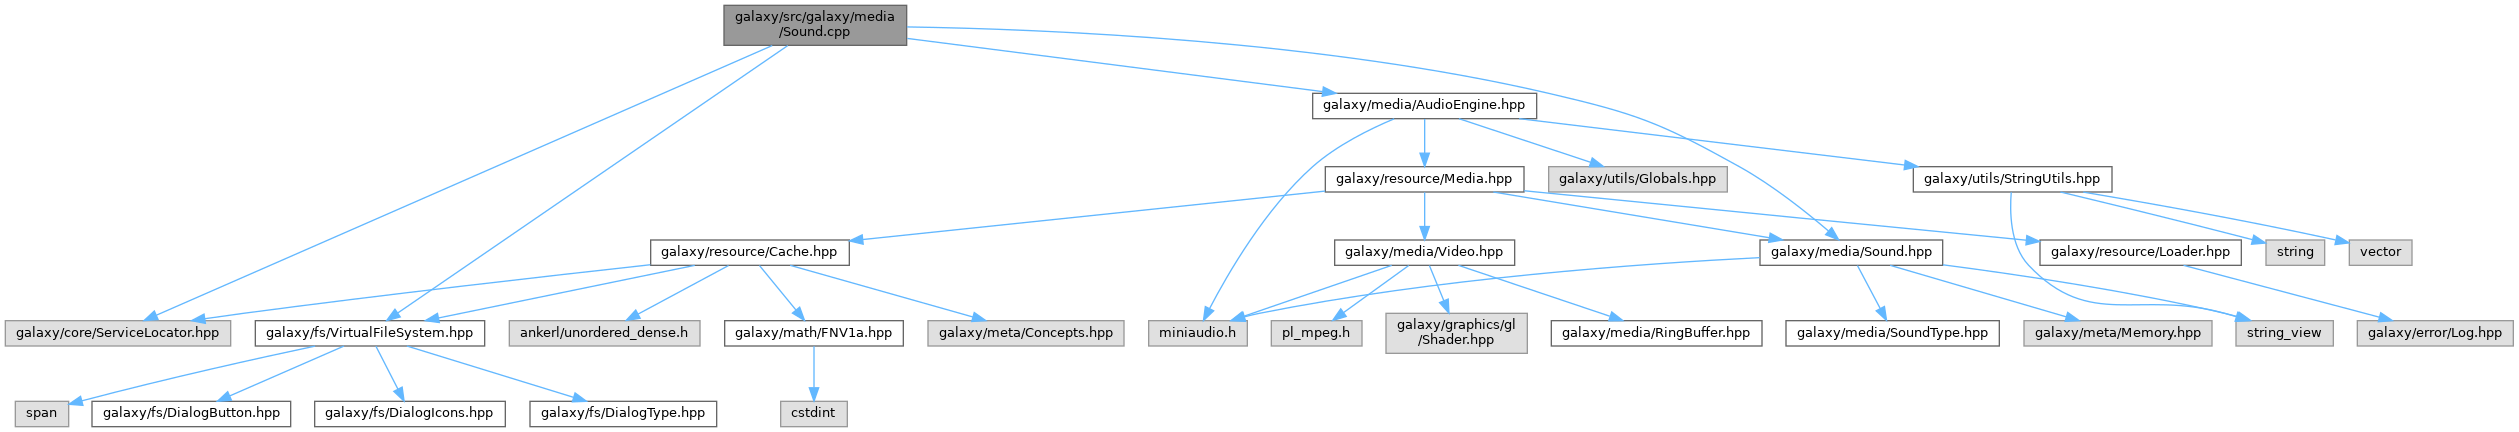 galaxy/src/galaxy/media
/Sound.cpp
galaxy/media/AudioEngine.hpp
galaxy/resource/Media.hpp
galaxy/utils/Globals.hpp
galaxy/utils/StringUtils.hpp
galaxy/resource/Cache.hpp
galaxy/media/Video.hpp
galaxy/media/Sound.hpp
galaxy/resource/Loader.hpp
string
vector
galaxy/core/ServiceLocator.hpp
galaxy/fs/VirtualFileSystem.hpp
ankerl/unordered_dense.h
galaxy/math/FNV1a.hpp
galaxy/meta/Concepts.hpp
miniaudio.h
pl_mpeg.h
galaxy/graphics/gl
/Shader.hpp
galaxy/media/RingBuffer.hpp
galaxy/media/SoundType.hpp
galaxy/meta/Memory.hpp
string_view
galaxy/error/Log.hpp
span
galaxy/fs/DialogButton.hpp
galaxy/fs/DialogIcons.hpp
galaxy/fs/DialogType.hpp
cstdint